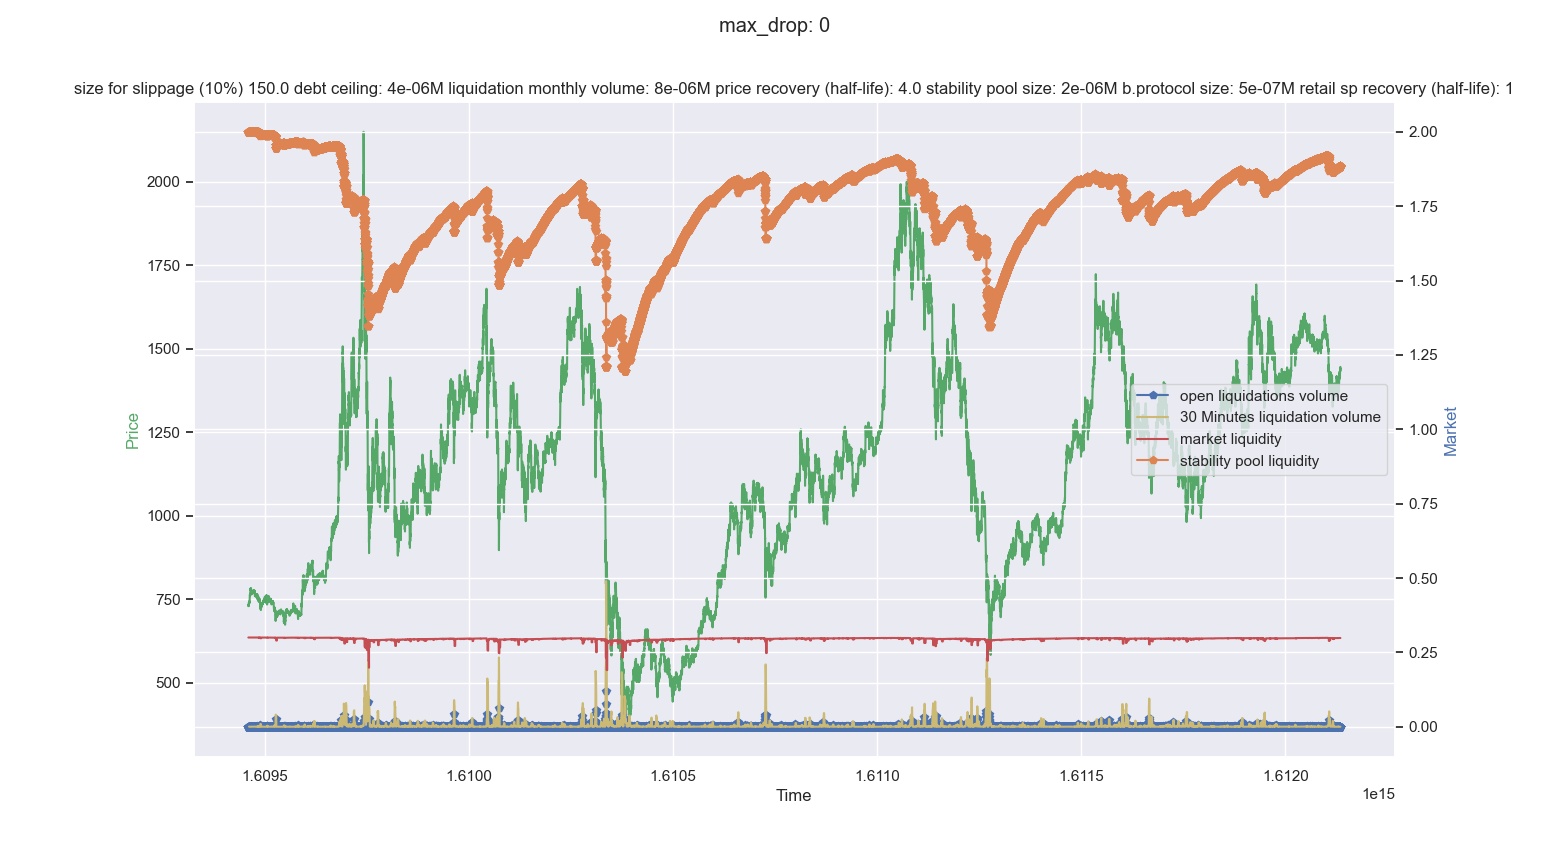 max_drop: 0
size for slippage (10%) 150.0 debt ceiling: 4e-06M liquidation monthly volume: 8e-06M price recovery (half-life): 4.0 stability pool size: 2e-06M b.protocol size: 5e-07M retail sp recovery (half-life): 1
2000
1750
1500
1250
1000
750
500
Price
2.00
1.75
1.50
1.25
1.00
0.75
0.50
0.25
0.00
Market
open liquidations volume
30 Minutes liquidation volume
market liquidity
stability pool liquidity
1.6095
1.6100
1.6105
1.6110
1.6115
1.6120
1e15
Time